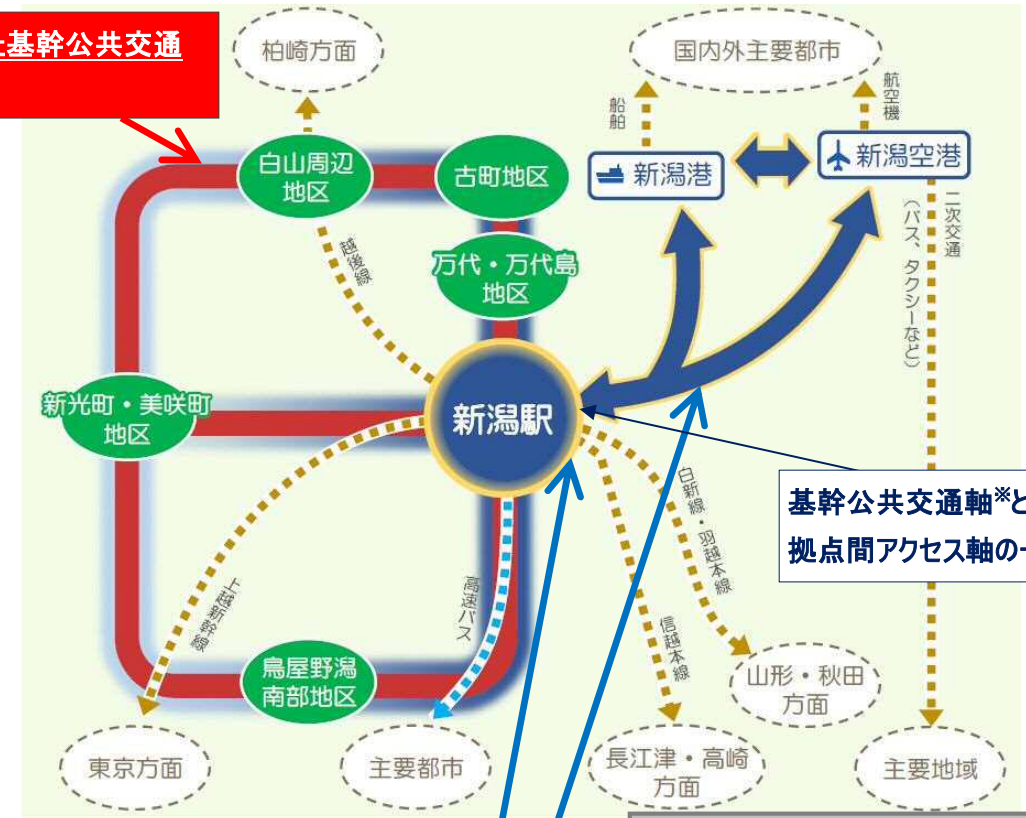 基幹公共交通
柏崎方面
国内外主要都市
船舶
航空機
白山周辺
地区
古町地区
新潟港
新潟空港
二次交通
（バス、タクシーなど）
越後線
万代・万代島
地区
新光町・美咲町
地区
新潟駅
基幹公共交通軸※と
拠点間アクセス軸の
白新線・羽越本線
上越新幹線
高速バス
信越本線
鳥屋野潟
南部地区
山形・秋田
方面
東京方面
主要都市
長江津・高崎
方面
主要地域